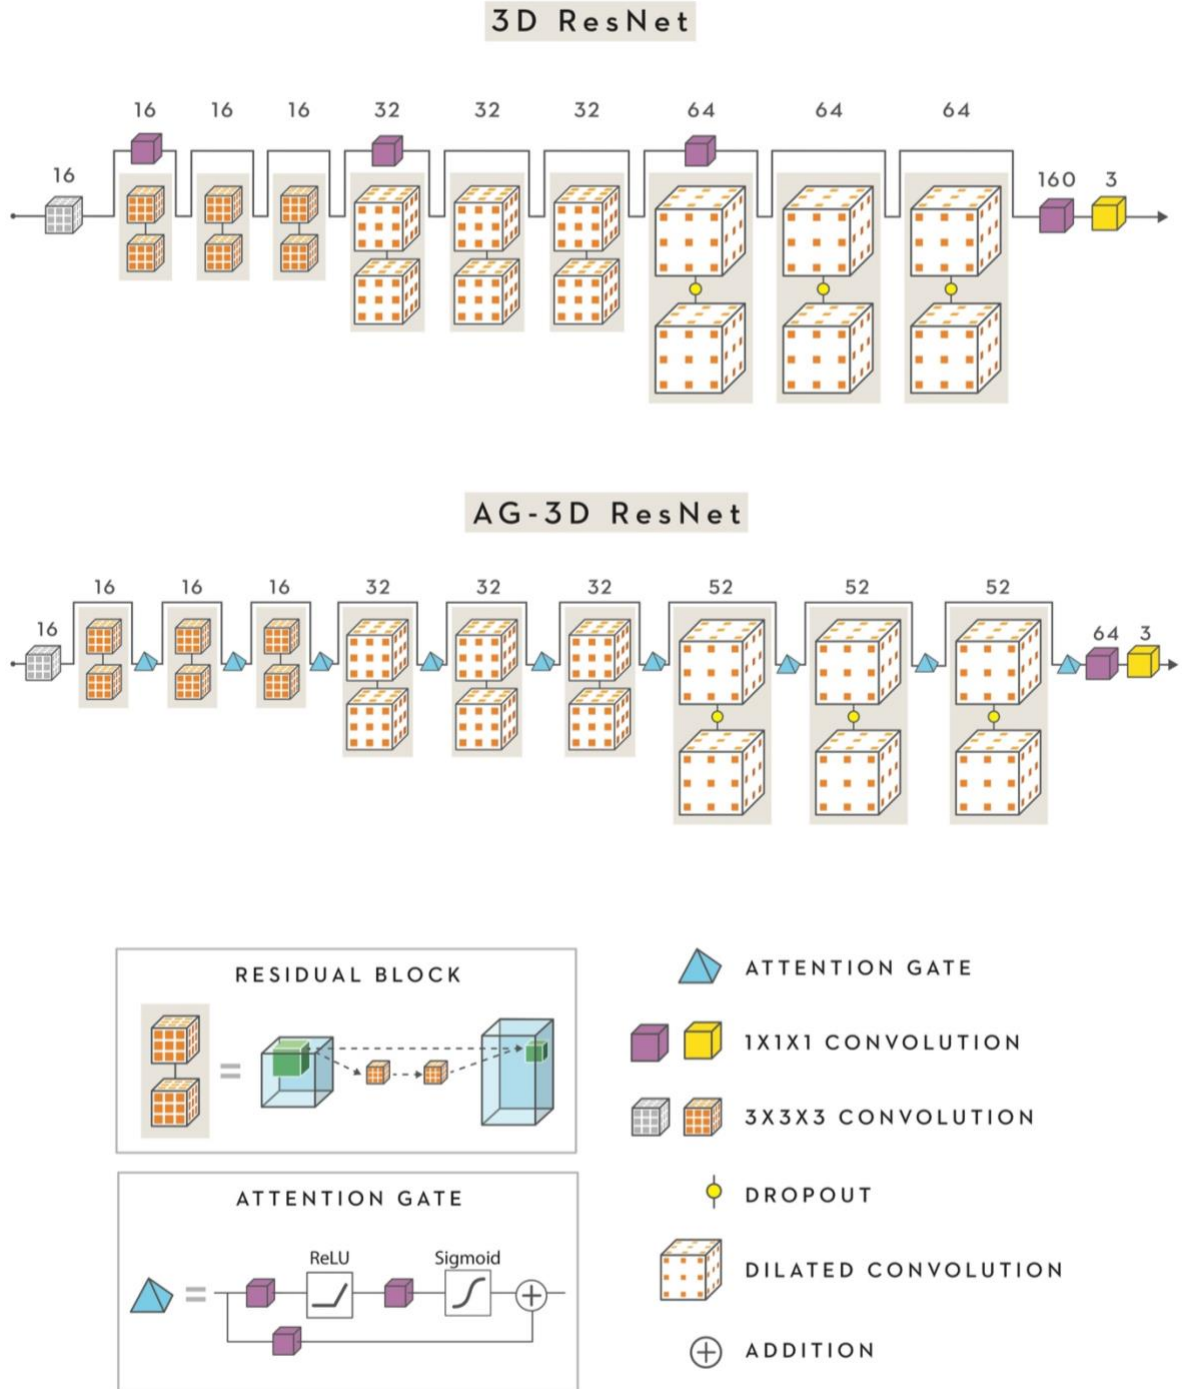 3D ResNet
16 16 16 32 32 32 64 64 64
16
160 3
AG-3D ResNet
16 16 16 32 32 32 52 52 52
16
64 3
RESIDUAL BLOCK
=
ATTENTION GATE
ReLU Sigmoid
=
ATTENTION GATE
1X1X1 CONVOLUTION
3X3X3 CONVOLUTION
DROPOUT
DILATED CONVOLUTION
ADDITION